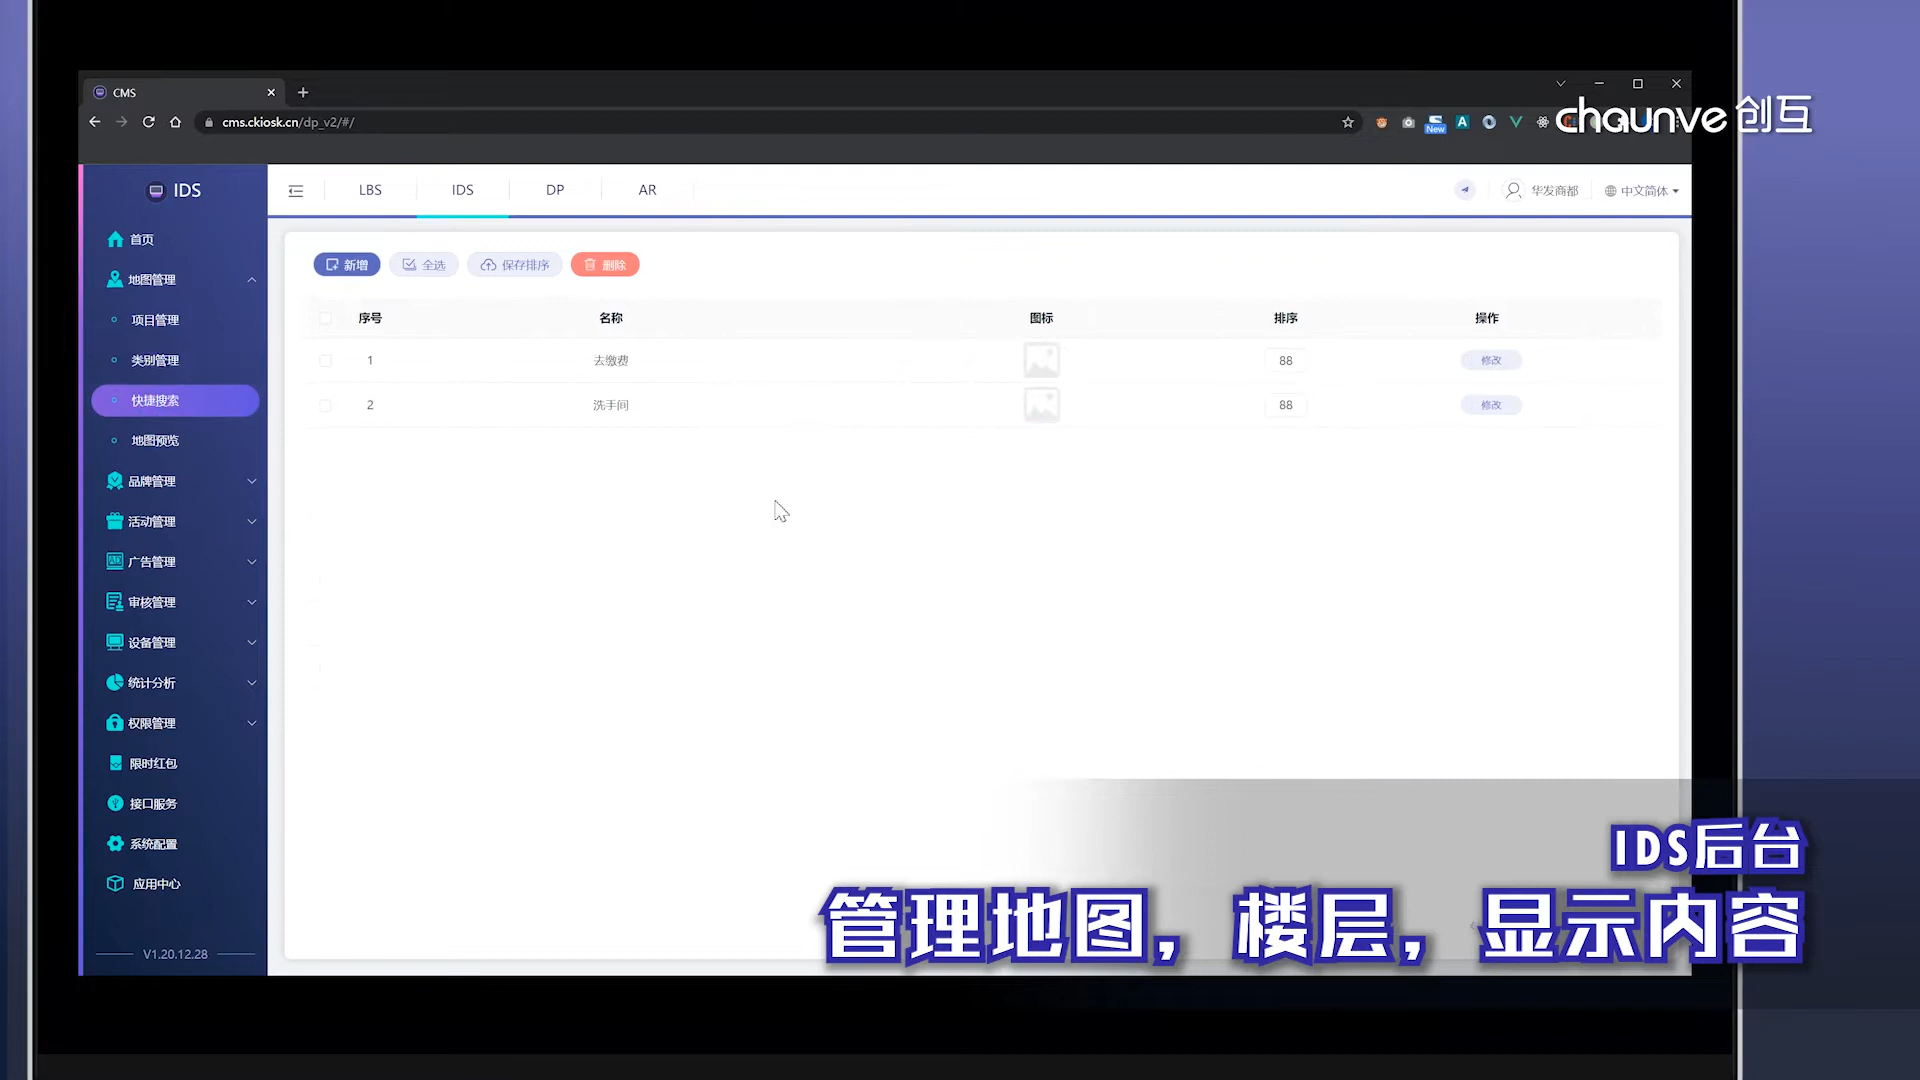 CMS
cms.ckiosk.cn/dp_v2/#/
New
A
chaunve 创互
IDS
LBS
IDS
DP
AR
华发商都
中文简体
首页
地图管理
项目管理
类别管理
快捷搜索
地图预览
品牌管理
活动管理
广告管理
审核管理
设备管理
统计分析
权限管理
限时红包
接口服务
系统配置
应用中心
V1.20.12.28
新增
全选
保存排序
删除
序号 名称 图标 排序 操作
1 去缴费 88 修改
2 洗手间 88 修改
IDS后台
管理地图，楼层，显示内容